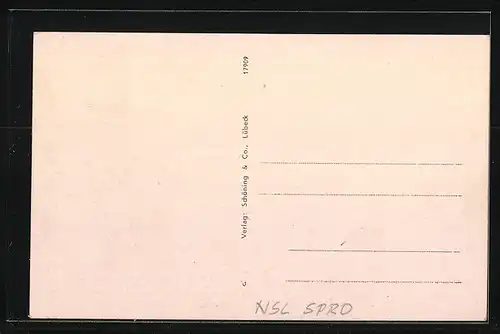 Verlag: Schöning & Co., Lübeck 17909
NSL SPRO